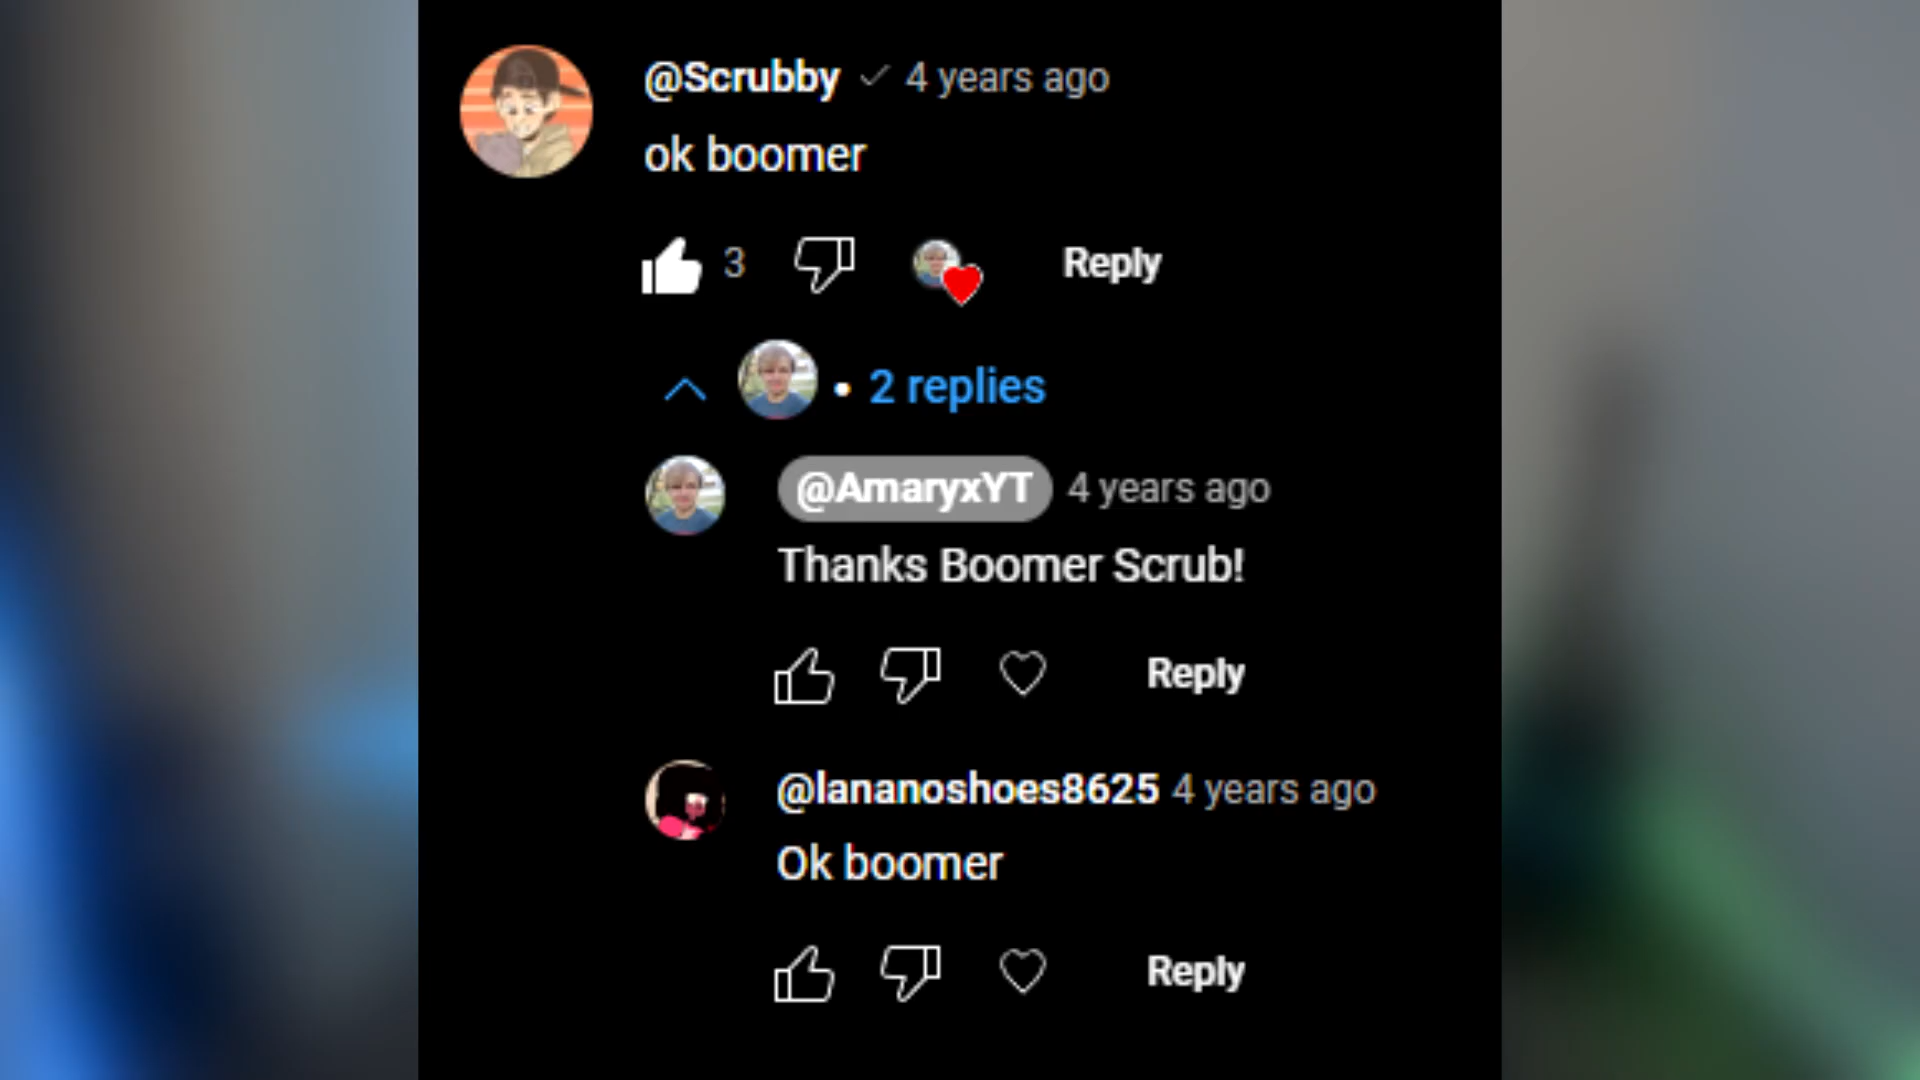 @Scrubby 4 years ago
ok boomer
3 Reply
2 replies
@AmaryxYT 4 years ago
Thanks Boomer Scrub!
Reply
@lananoshoes8625 4 years ago
Ok boomer
Reply